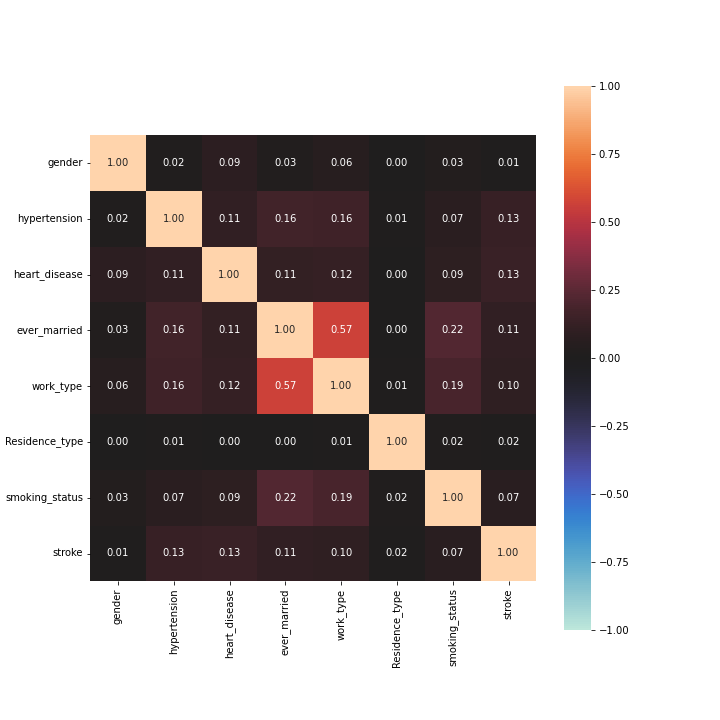 gender 1.00 0.02 0.09 0.03 0.06 0.00 0.03 0.01
hypertension 0.02 1.00 0.11 0.16 0.16 0.01 0.07 0.13
heart_disease 0.09 0.11 1.00 0.11 0.12 0.00 0.09 0.13
ever_married 0.03 0.16 0.11 1.00 0.57 0.00 0.22 0.11
work_type 0.06 0.16 0.12 0.57 1.00 0.01 0.19 0.10
Residence_type 0.00 0.01 0.00 0.00 0.01 1.00 0.02 0.02
smoking_status 0.03 0.07 0.09 0.22 0.19 0.02 1.00 0.07
stroke 0.01 0.13 0.13 0.11 0.10 0.02 0.07 1.00
gender
hypertension
heart_disease
ever_married
work_type
Residence_type
smoking_status
stroke
1.00
0.75
0.50
0.25
0.00
−0.25
−0.50
−0.75
−1.00